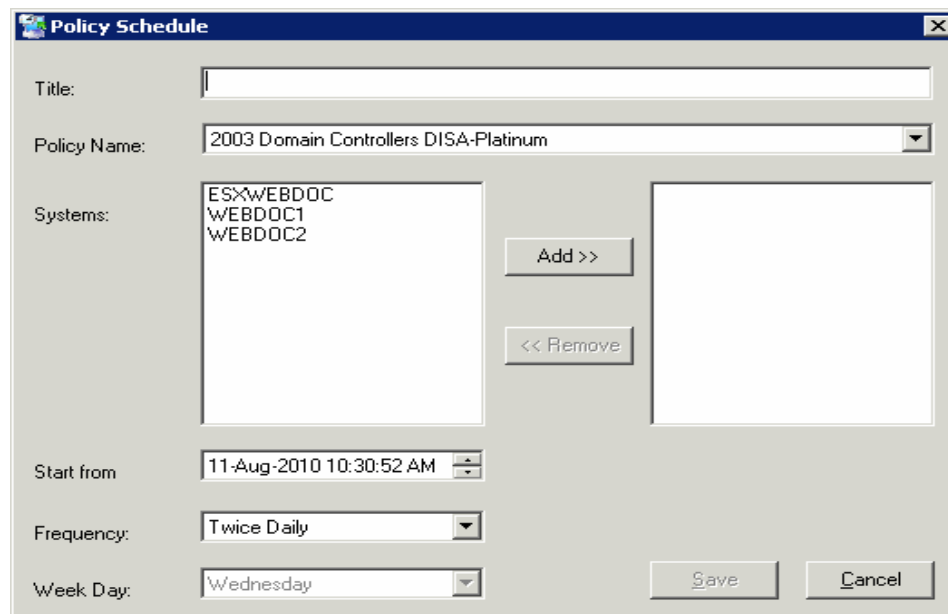 Policy Schedule
Title:
Policy Name: 2003 Domain Controllers DISA-Platinum
Systems:
ESXWEBDOC
WEBDOC1
WEBDOC2
Add >>
<< Remove
Start from 11-Aug-2010 10:30:52 AM
Frequency: Twice Daily
Week Day: Wednesday
Save Cancel